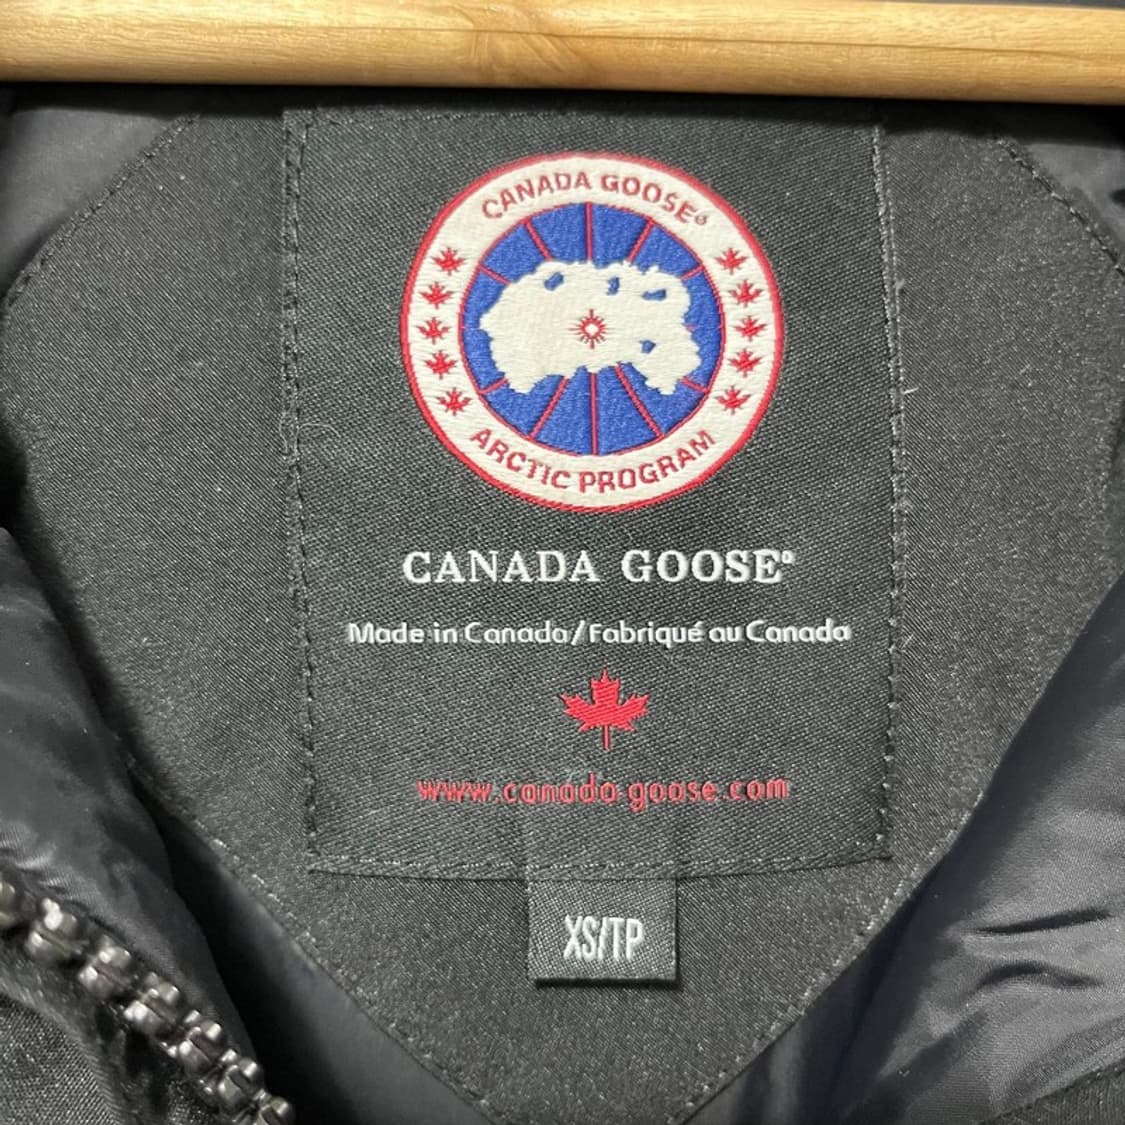 CANADA GOOSE®
ARCTIC PROGRAM
CANADA GOOSE®
Made in Canada/Fabriqué au Canada
www.canada-goose.com
XS/TP